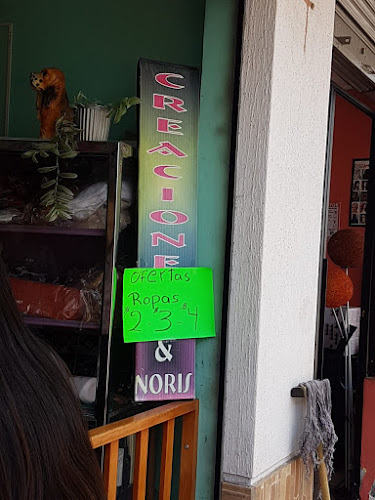 CREACIONE
& 
NORIS
Ofertas
Ropas
$2 $3 - $4